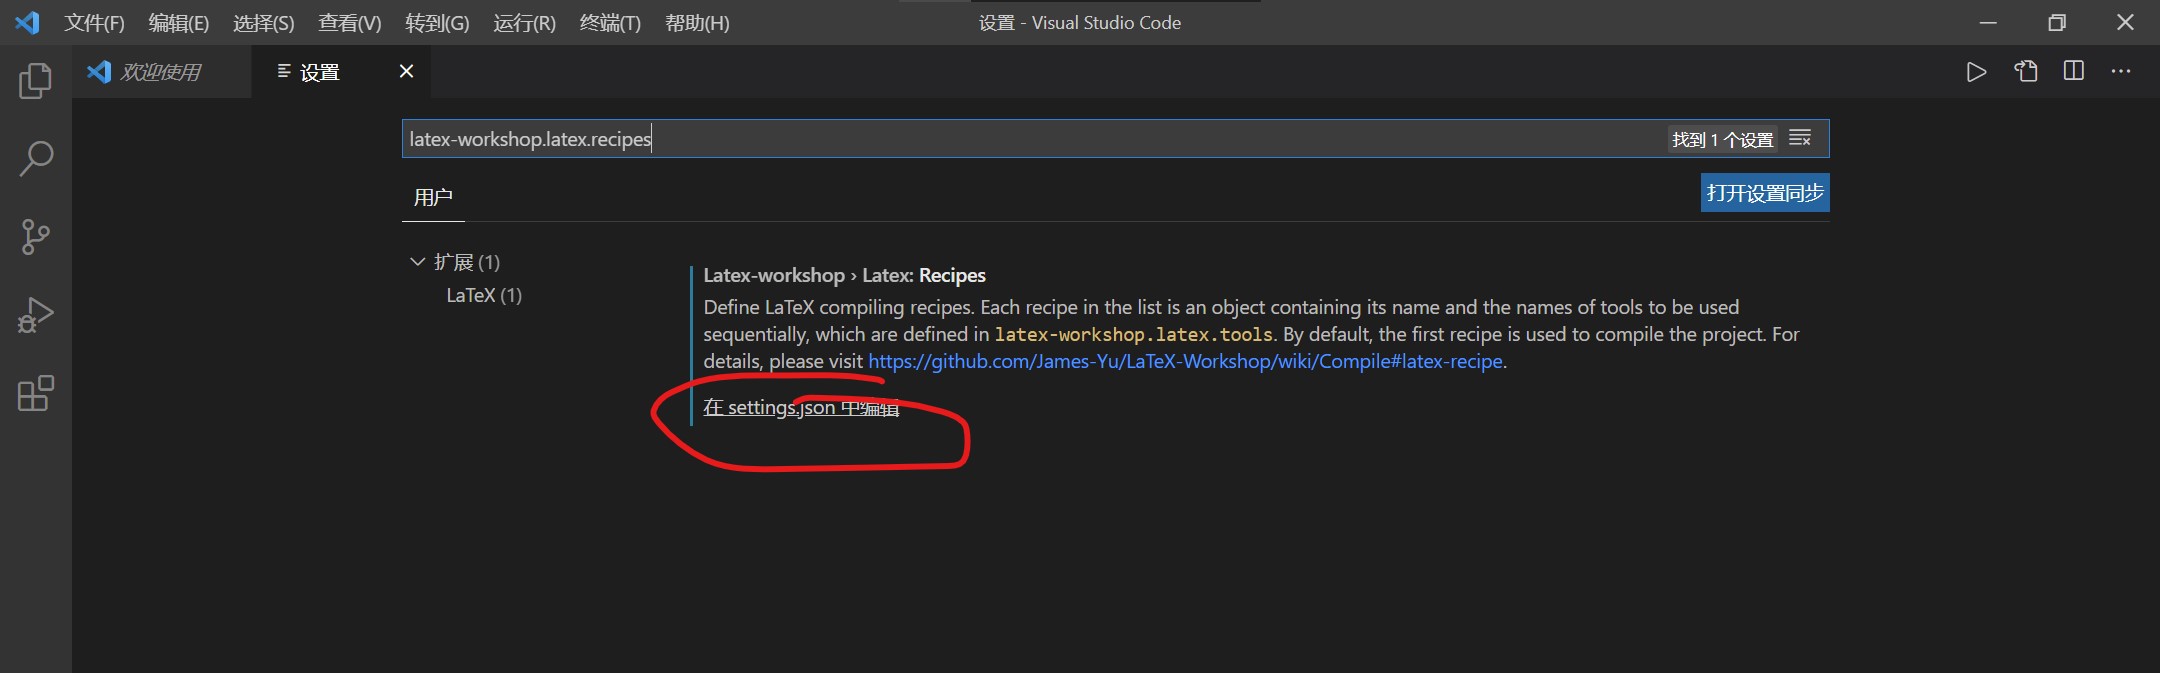 文件(F) 编辑(E) 选择(S) 查看(V) 转到(G) 运行(R) 终端(T) 帮助(H) 设置 - Visual Studio Code
欢迎使用 设置
latex-workshop.latex.recipes 找到 1 个设置
用户 打开设置同步
扩展 (1)
LaTeX (1)
Latex-workshop › Latex: Recipes
Define LaTeX compiling recipes. Each recipe in the list is an object containing its name and the names of tools to be used
sequentially, which are defined in latex-workshop.latex.tools. By default, the first recipe is used to compile the project. For
details, please visit https://github.com/James-Yu/LaTeX-Workshop/wiki/Compile#latex-recipe.
在 settings.json 中编辑